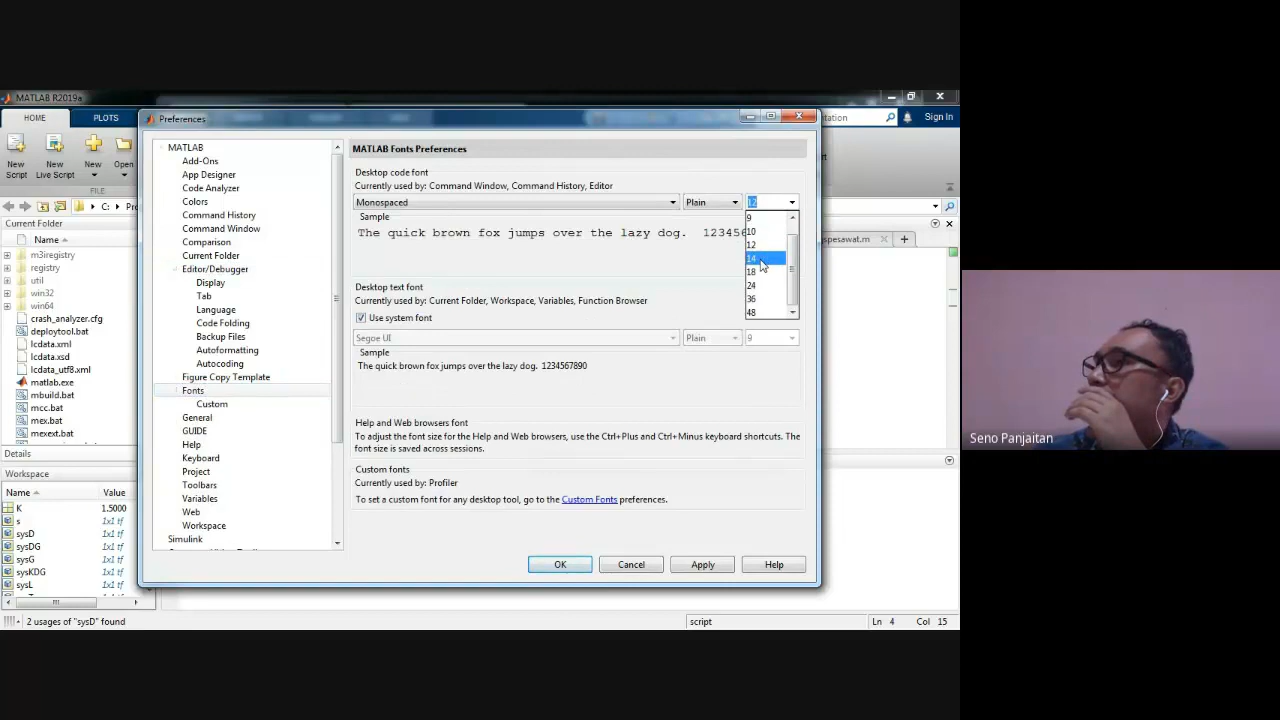 MATLAB R2019a
HOME
PLOTS
Sign In
New Script
New Live Script
New
Open
FILE
C:
Current Folder
Name
m3iregistry
registry
util
win32
win64
crash_analyzer.cfg
deploytool.bat
lcdata.xml
lcdata.xsd
lcdata_utf8.xml
matlab.exe
mbuild.bat
mcc.bat
mex.bat
mexext.bat
Details
Workspace
Name
Value
K
1.5000
s
1x1 tf
sysD
1x1 tf
sysDG
1x1 tf
sysG
1x1 tf
sysKDG
1x1 tf
sysL
1x1 tf
2 usages of "sysD" found
script
Ln 4
Col 15
Preferences
MATLAB
Add-Ons
App Designer
Code Analyzer
Colors
Command History
Command Window
Comparison
Current Folder
Editor/Debugger
Display
Tab
Language
Code Folding
Backup Files
Autoformatting
Autocoding
Figure Copy Template
Fonts
Custom
General
GUIDE
Help
Keyboard
Project
Toolbars
Variables
Web
Workspace
Simulink
MATLAB Fonts Preferences
Desktop code font
Currently used by: Command Window, Command History, Editor
Monospaced
Plain
12
Sample
The quick brown fox jumps over the lazy dog. 123456
9
10
12
14
18
24
36
48
Desktop text font
Currently used by: Current Folder, Workspace, Variables, Function Browser
Use system font
Segoe UI
Plain
9
Sample
The quick brown fox jumps over the lazy dog. 1234567890
Help and Web browsers font
To adjust the font size for the Help and Web browsers, use the Ctrl+Plus and Ctrl+Minus keyboard shortcuts. The
font size is saved across sessions.
Custom fonts
Currently used by: Profiler
To set a custom font for any desktop tool, go to the Custom Fonts preferences.
OK
Cancel
Apply
Help
spesawat.m
Seno Panjaitan